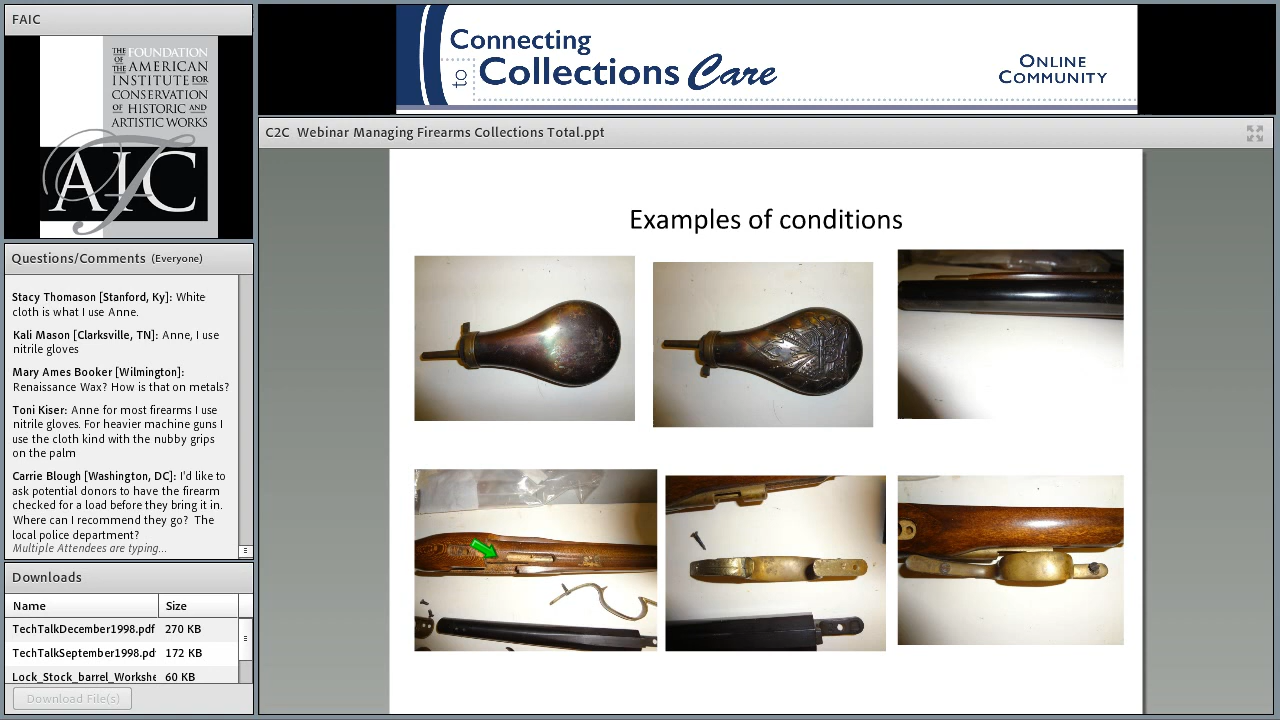 FAIC
THE FOUNDATION
OF THE AMERICAN
INSTITUTE FOR
CONSERVATION
OF HISTORIC AND
ARTISTIC WORKS
AIC
F
Questions/Comments (Everyone)
Stacy Thomason [Stanford, Ky]: White
cloth is what I use Anne.
Kali Mason [Clarksville, TN]: Anne, I use
nitrile gloves
Mary Ames Booker [Wilmington]:
Renaissance Wax? How is that on metals?
Toni Kiser: Anne for most firearms I use
nitrile gloves. For heavier machine guns I
use the cloth kind with the nubby grips
on the palm
Carrie Blough [Washington, DC]: I'd like to
ask potential donors to have the firearm
checked for a load before they bring it in.
Where can I recommend they go? The
local police department?
Multiple Attendees are typing...
Downloads
Name Size
TechTalkDecember1998.pdf 270 KB
TechTalkSeptember1998.pd 172 KB
Lock_Stock_barrel_Workshe 60 KB
Download File(s)
Connecting
to Collections Care
ONLINE
COMMUNITY
C2C Webinar Managing Firearms Collections Total.ppt
Examples of conditions